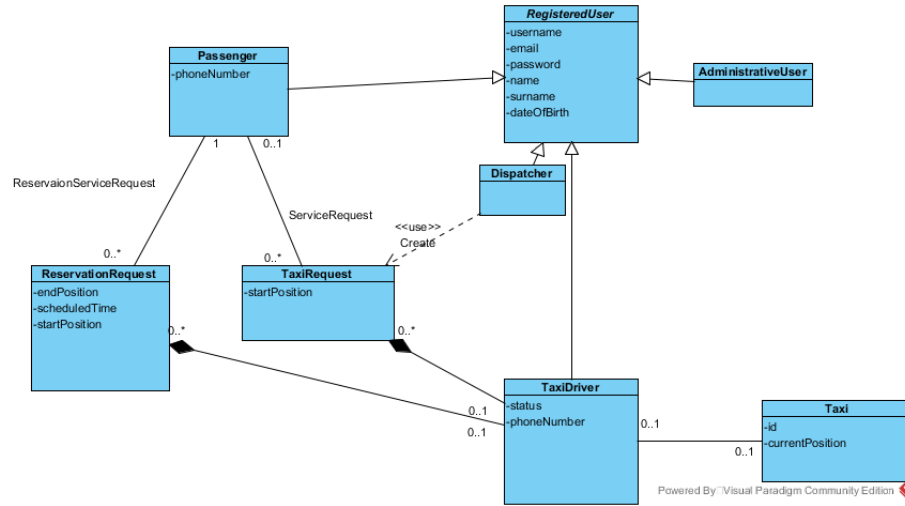 RegisteredUser
-username
-email
-password
-name
-surname
-dateOfBirth
Passenger
-phoneNumber
AdministrativeUser
1
0..1
Dispatcher
ReservaionServiceRequest
ServiceRequest
<<use>>
Create
0..*
0..*
ReservationRequest
-endPosition
-scheduledTime
-startPosition
TaxiRequest
-startPosition
0..*
0..*
TaxiDriver
-status
-phoneNumber
0..1
0..1
0..1
0..1
Taxi
-id
-currentPosition
Powered By Visual Paradigm Community Edition